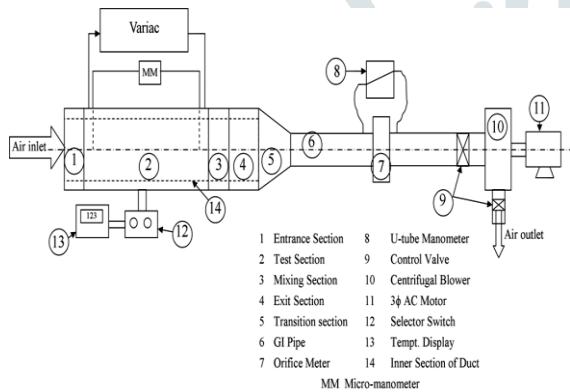 Variac
MM
8
11
Air inlet
1
2
3
4
5
6
7
10
9
14
123
13
12
Air outlet
1 Entrance Section 8 U-tube Manometer
2 Test Section 9 Control Valve
3 Mixing Section 10 Centrifugal Blower
4 Exit Section 11 3ϕ AC Motor
5 Transition section 12 Selector Switch
6 GI Pipe 13 Tempt. Display
7 Orifice Meter 14 Inner Section of Duct
MM Micro-manometer